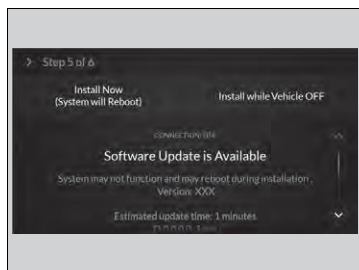 Step 5 of 6
Install Now
(System will Reboot)
Install while Vehicle OFF
Software Update is Available
System may not function and may reboot during installation.
Version: XXX
Estimated update time: 1 minutes